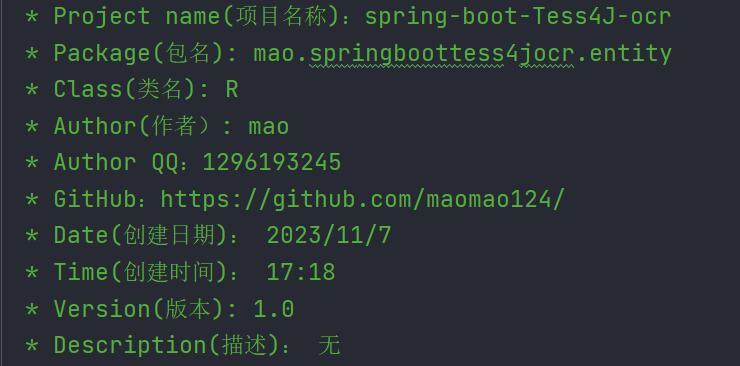 * Project name(项目名称)：spring-boot-Tess4J-ocr
* Package(包名): mao.springboottess4jocr.entity
* Class(类名): R
* Author(作者）: mao
* Author QQ：1296193245
* GitHub：https://github.com/maomao124/
* Date(创建日期)： 2023/11/7
* Time(创建时间)： 17:18
* Version(版本): 1.0
* Description(描述)： 无